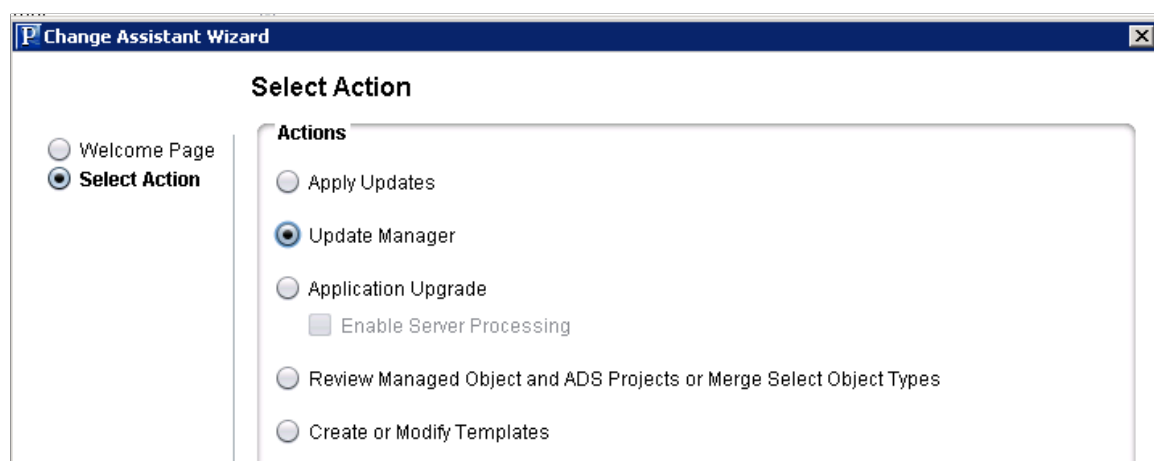 Change Assistant Wizard
Select Action
Welcome Page
Select Action
Actions
Apply Updates
Update Manager
Application Upgrade
Enable Server Processing
Review Managed Object and ADS Projects or Merge Select Object Types
Create or Modify Templates